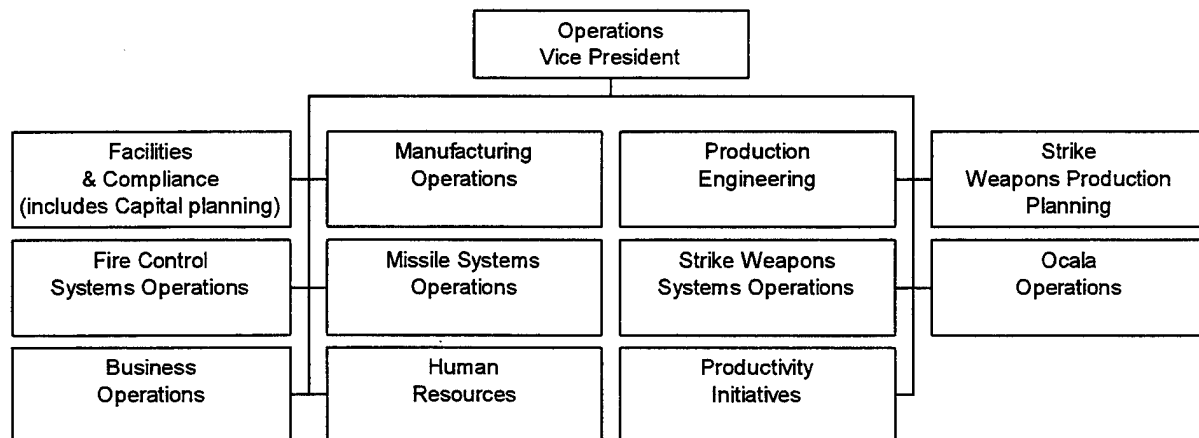 Operations
Vice President
Facilities
& Compliance
(includes Capital planning)
Manufacturing
Operations
Production
Engineering
Strike
Weapons Production
Planning
Fire Control
Systems Operations
Missile Systems
Operations
Strike Weapons
Systems Operations
Ocala
Operations
Business
Operations
Human
Resources
Productivity
Initiatives